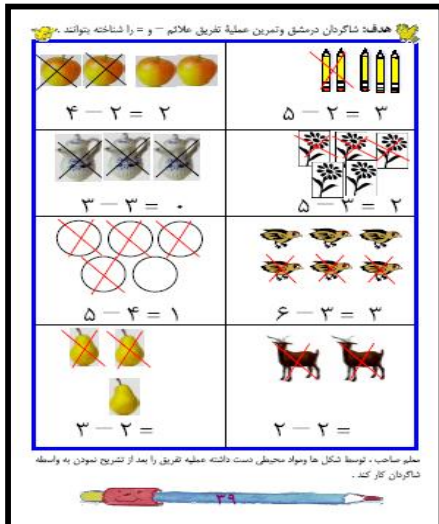 هدف: شاگردان درمشق وتمرین عملیۀ تفریق علائم – و = را شناخته بتوانند .
۵ – ۲ = ۳
۴ – ۲ = ۲
۵ – ۳ = ۲
۳ – ۳ = ۰
۶ – ۳ = ۳
۵ – ۴ = ۱
۲ – ۲ =
۳ – ۲ =
معلم صاحب ، توسط شکل ها ومواد محیطی دست داشته عملیه تفریق را بعد از تشریح نمودن به واسطه
شاگردان کار کند .
۳۹